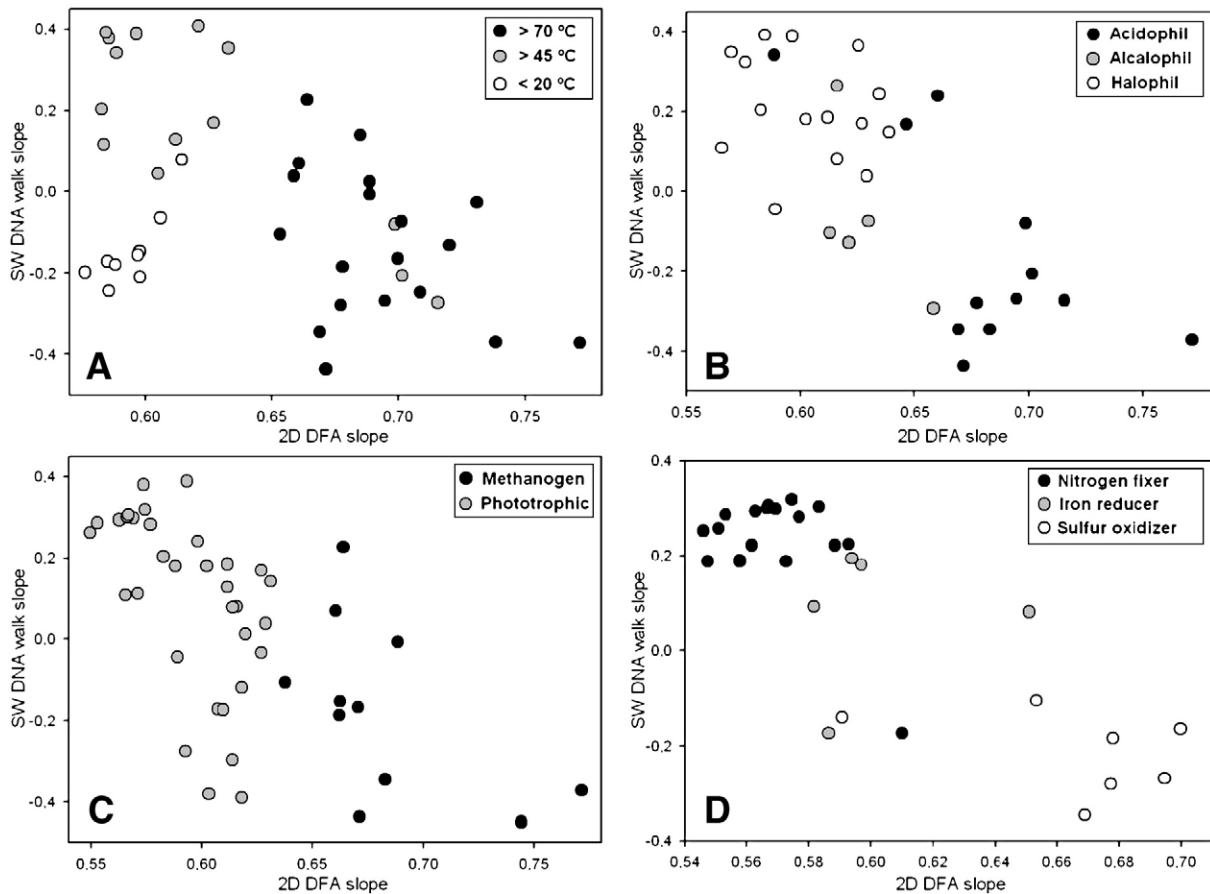 0.4
0.2
0.0
-0.2
-0.4
SW DNA walk slope
> 70 ºC
> 45 ºC
< 20 ºC
A
0.60
0.65
0.70
0.75
2D DFA slope
0.4
0.2
0.0
-0.2
-0.4
SW DNA walk slope
Acidophil
Alcalophil
Halophil
B
0.55
0.60
0.65
0.70
0.75
2D DFA slope
0.4
0.2
0.0
-0.2
-0.4
SW DNA walk slope
Methanogen
Phototrophic
C
0.55
0.60
0.65
0.70
0.75
2D DFA slope
0.4
0.2
0.0
-0.2
-0.4
SW DNA walk slope
Nitrogen fixer
Iron reducer
Sulfur oxidizer
D
0.54
0.56
0.58
0.60
0.62
0.64
0.66
0.68
0.70
2D DFA slope